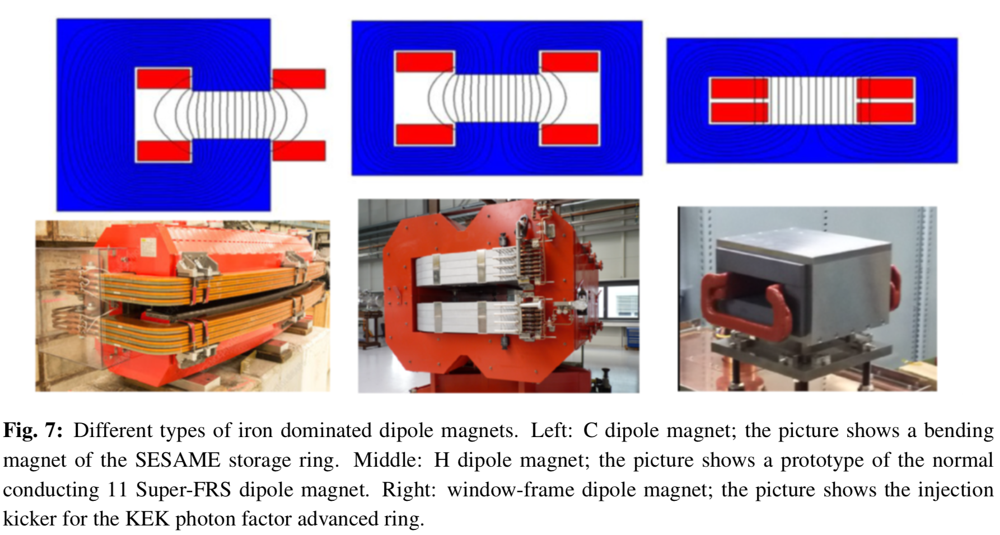 Fig. 7: Different types of iron dominated dipole magnets. Left: C dipole magnet; the picture shows a bending
magnet of the SESAME storage ring. Middle: H dipole magnet; the picture shows a prototype of the normal
conducting 11 Super-FRS dipole magnet. Right: window-frame dipole magnet; the picture shows the injection
kicker for the KEK photon factor advanced ring.